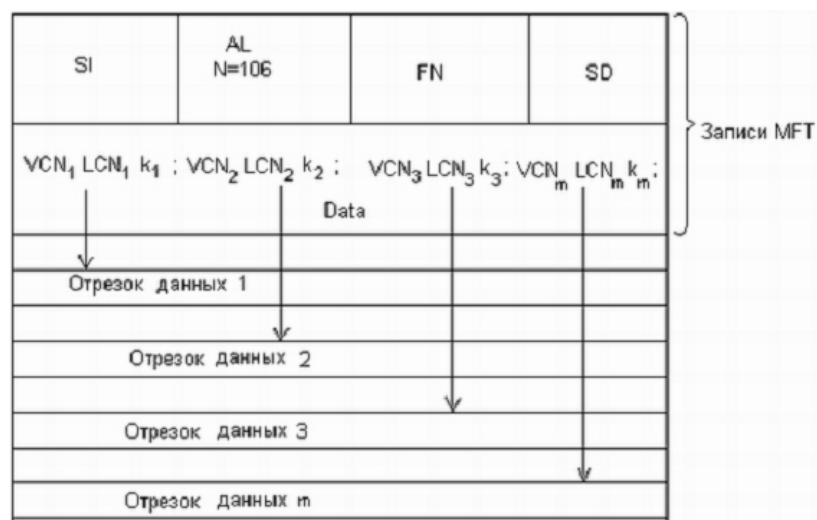 SI
AL
N=106
FN
SD
Записи MFT
VCN₁ LCN₁ k₁ ; VCN₂ LCN₂ k₂ ; VCN₃ LCN₃ k₃; VCNₘ LCNₘ kₘ;
Data
Отрезок данных 1
Отрезок данных 2
Отрезок данных 3
Отрезок данных m